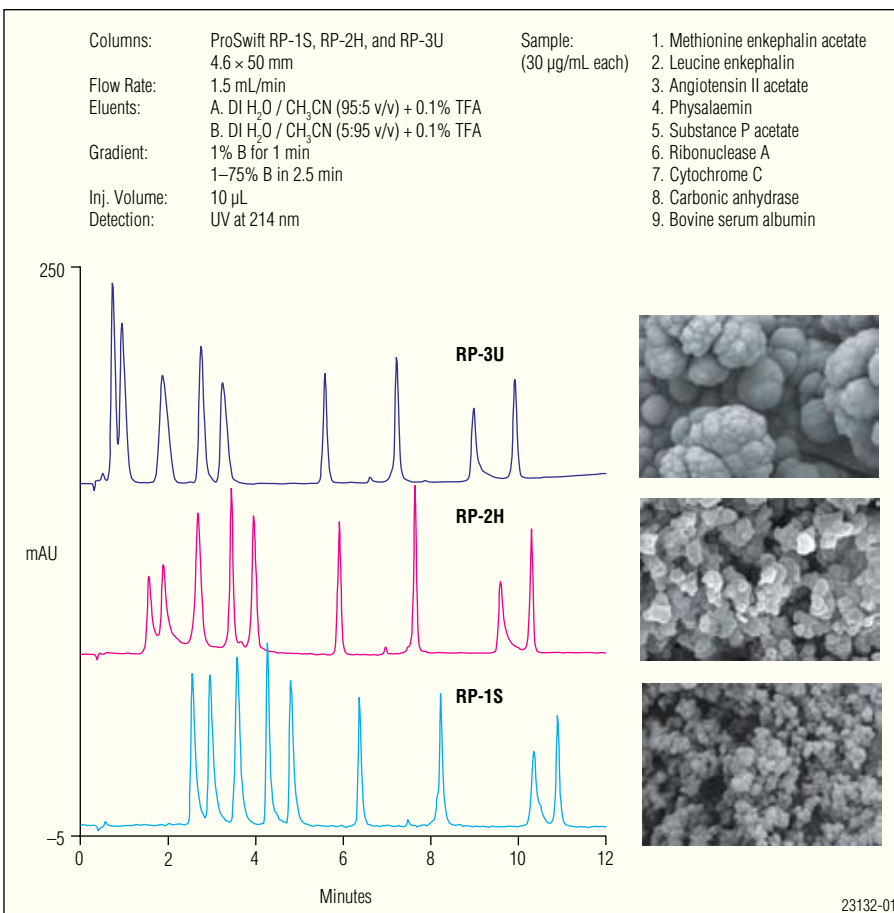 Columns: ProSwift RP-1S, RP-2H, and RP-3U
4.6 × 50 mm
Flow Rate: 1.5 mL/min
Eluents: A. DI H₂O / CH₃CN (95:5 v/v) + 0.1% TFA
B. DI H₂O / CH₃CN (5:95 v/v) + 0.1% TFA
Gradient: 1% B for 1 min
1–75% B in 2.5 min
Inj. Volume: 10 µL
Detection: UV at 214 nm
Sample: 1. Methionine enkephalin acetate
(30 µg/mL each) 2. Leucine enkephalin
3. Angiotensin II acetate
4. Physalaemin
5. Substance P acetate
6. Ribonuclease A
7. Cytochrome C
8. Carbonic anhydrase
9. Bovine serum albumin
250
RP-3U
RP-2H
mAU
RP-1S
–5
0 2 4 6 8 10 12
Minutes
23132-01